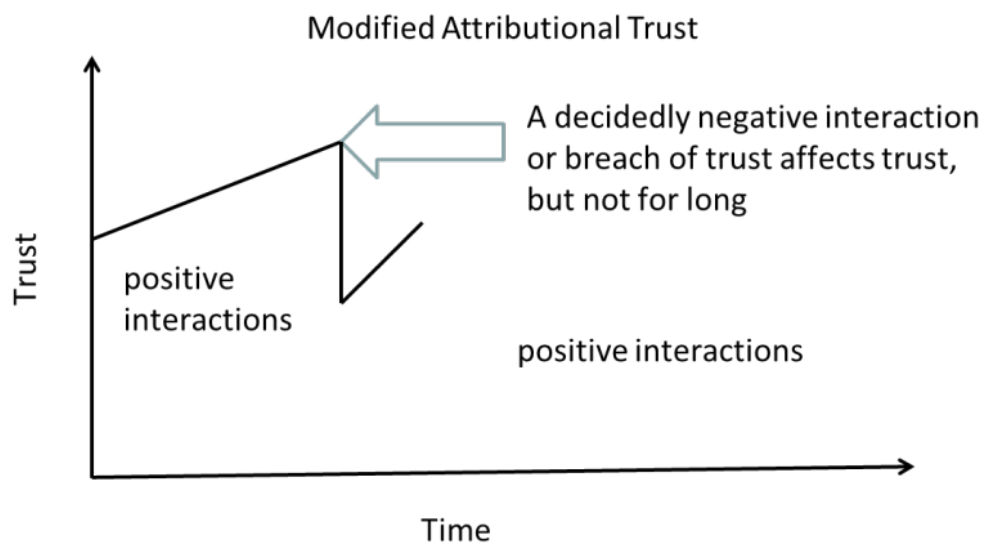 Modified Attributional Trust
A decidedly negative interaction
or breach of trust affects trust,
but not for long
Trust
positive
interactions
positive interactions
Time